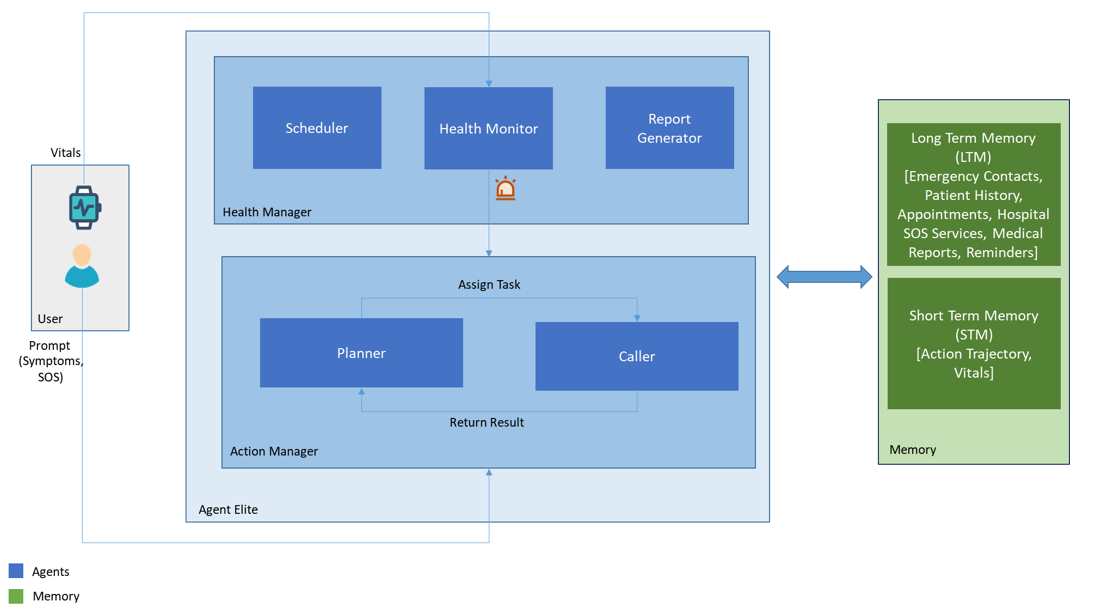 Vitals
User
Prompt
(Symptoms,
SOS)
Scheduler
Health Monitor
Report
Generator
Health Manager
Assign Task
Planner
Caller
Return Result
Action Manager
Agent Elite
Long Term Memory
(LTM)
[Emergency Contacts,
Patient History,
Appointments, Hospital
SOS Services, Medical
Reports, Reminders]
Short Term Memory
(STM)
[Action Trajectory,
Vitals]
Memory
Agents
Memory